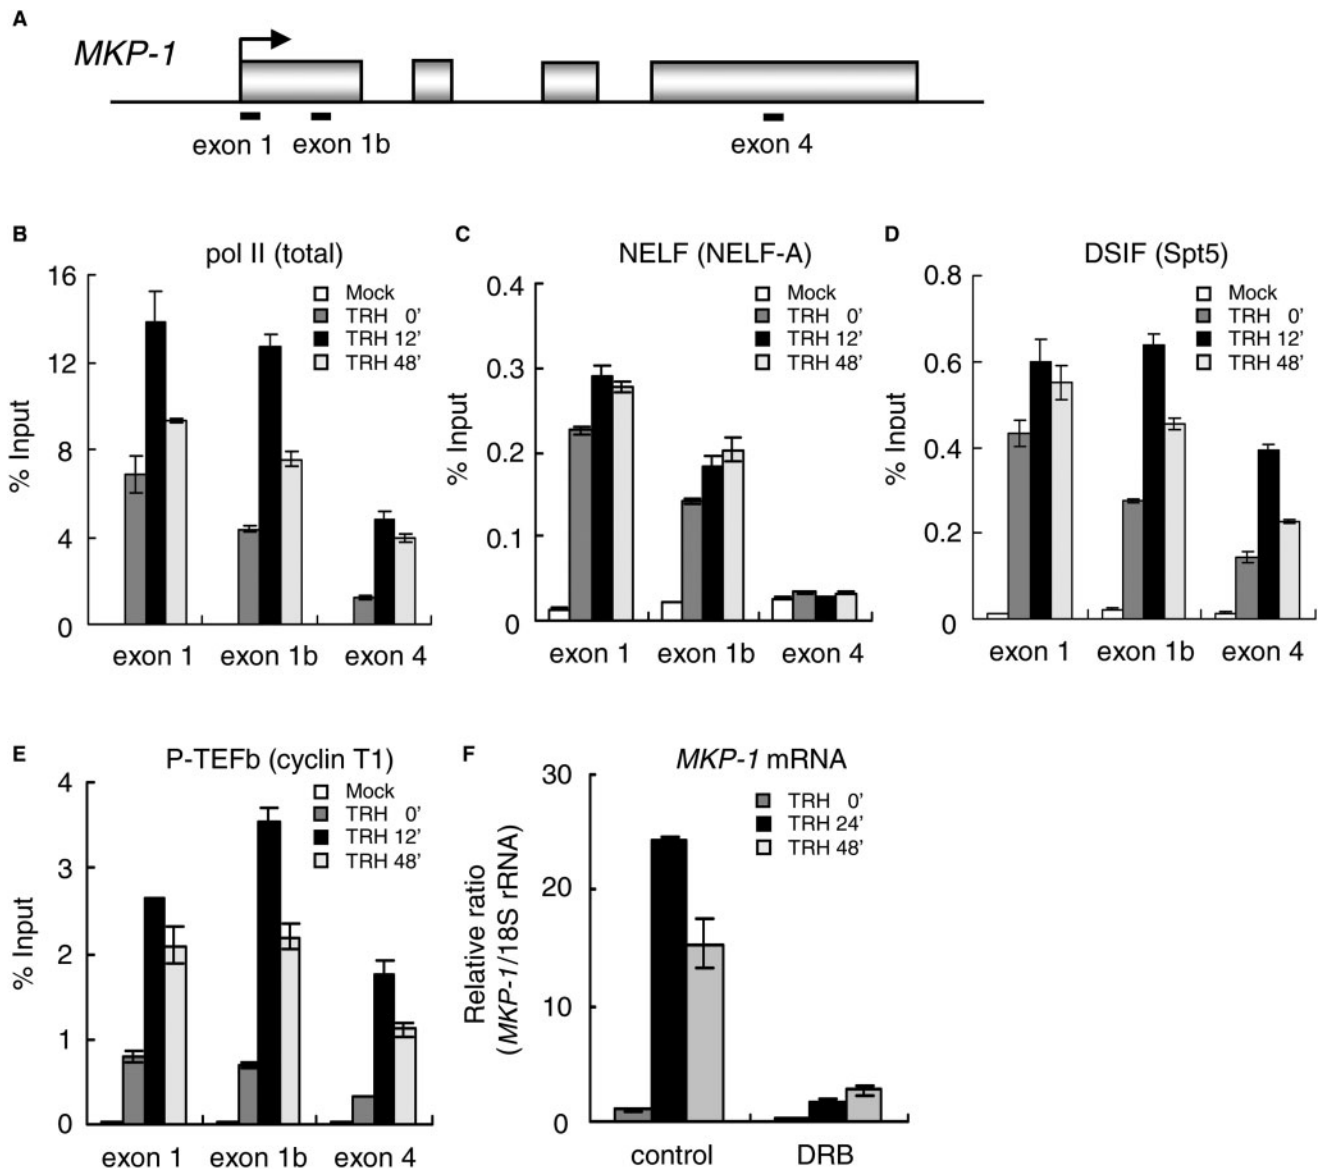 A
MKP-1
exon 1
exon 1b
exon 4
B
pol II (total)
% Input
16
12
8
4
0
Mock
TRH 0'
TRH 12'
TRH 48'
exon 1
exon 1b
exon 4
C
NELF (NELF-A)
% Input
0.4
0.3
0.2
0.1
0
Mock
TRH 0'
TRH 12'
TRH 48'
exon 1
exon 1b
exon 4
D
DSIF (Spt5)
% Input
0.8
0.6
0.4
0.2
0
Mock
TRH 0'
TRH 12'
TRH 48'
exon 1
exon 1b
exon 4
E
P-TEFb (cyclin T1)
% Input
4
3
2
1
0
Mock
TRH 0'
TRH 12'
TRH 48'
exon 1
exon 1b
exon 4
F
MKP-1 mRNA
Relative ratio
(MKP-1/18S rRNA)
30
20
10
0
TRH 0'
TRH 24'
TRH 48'
control
DRB